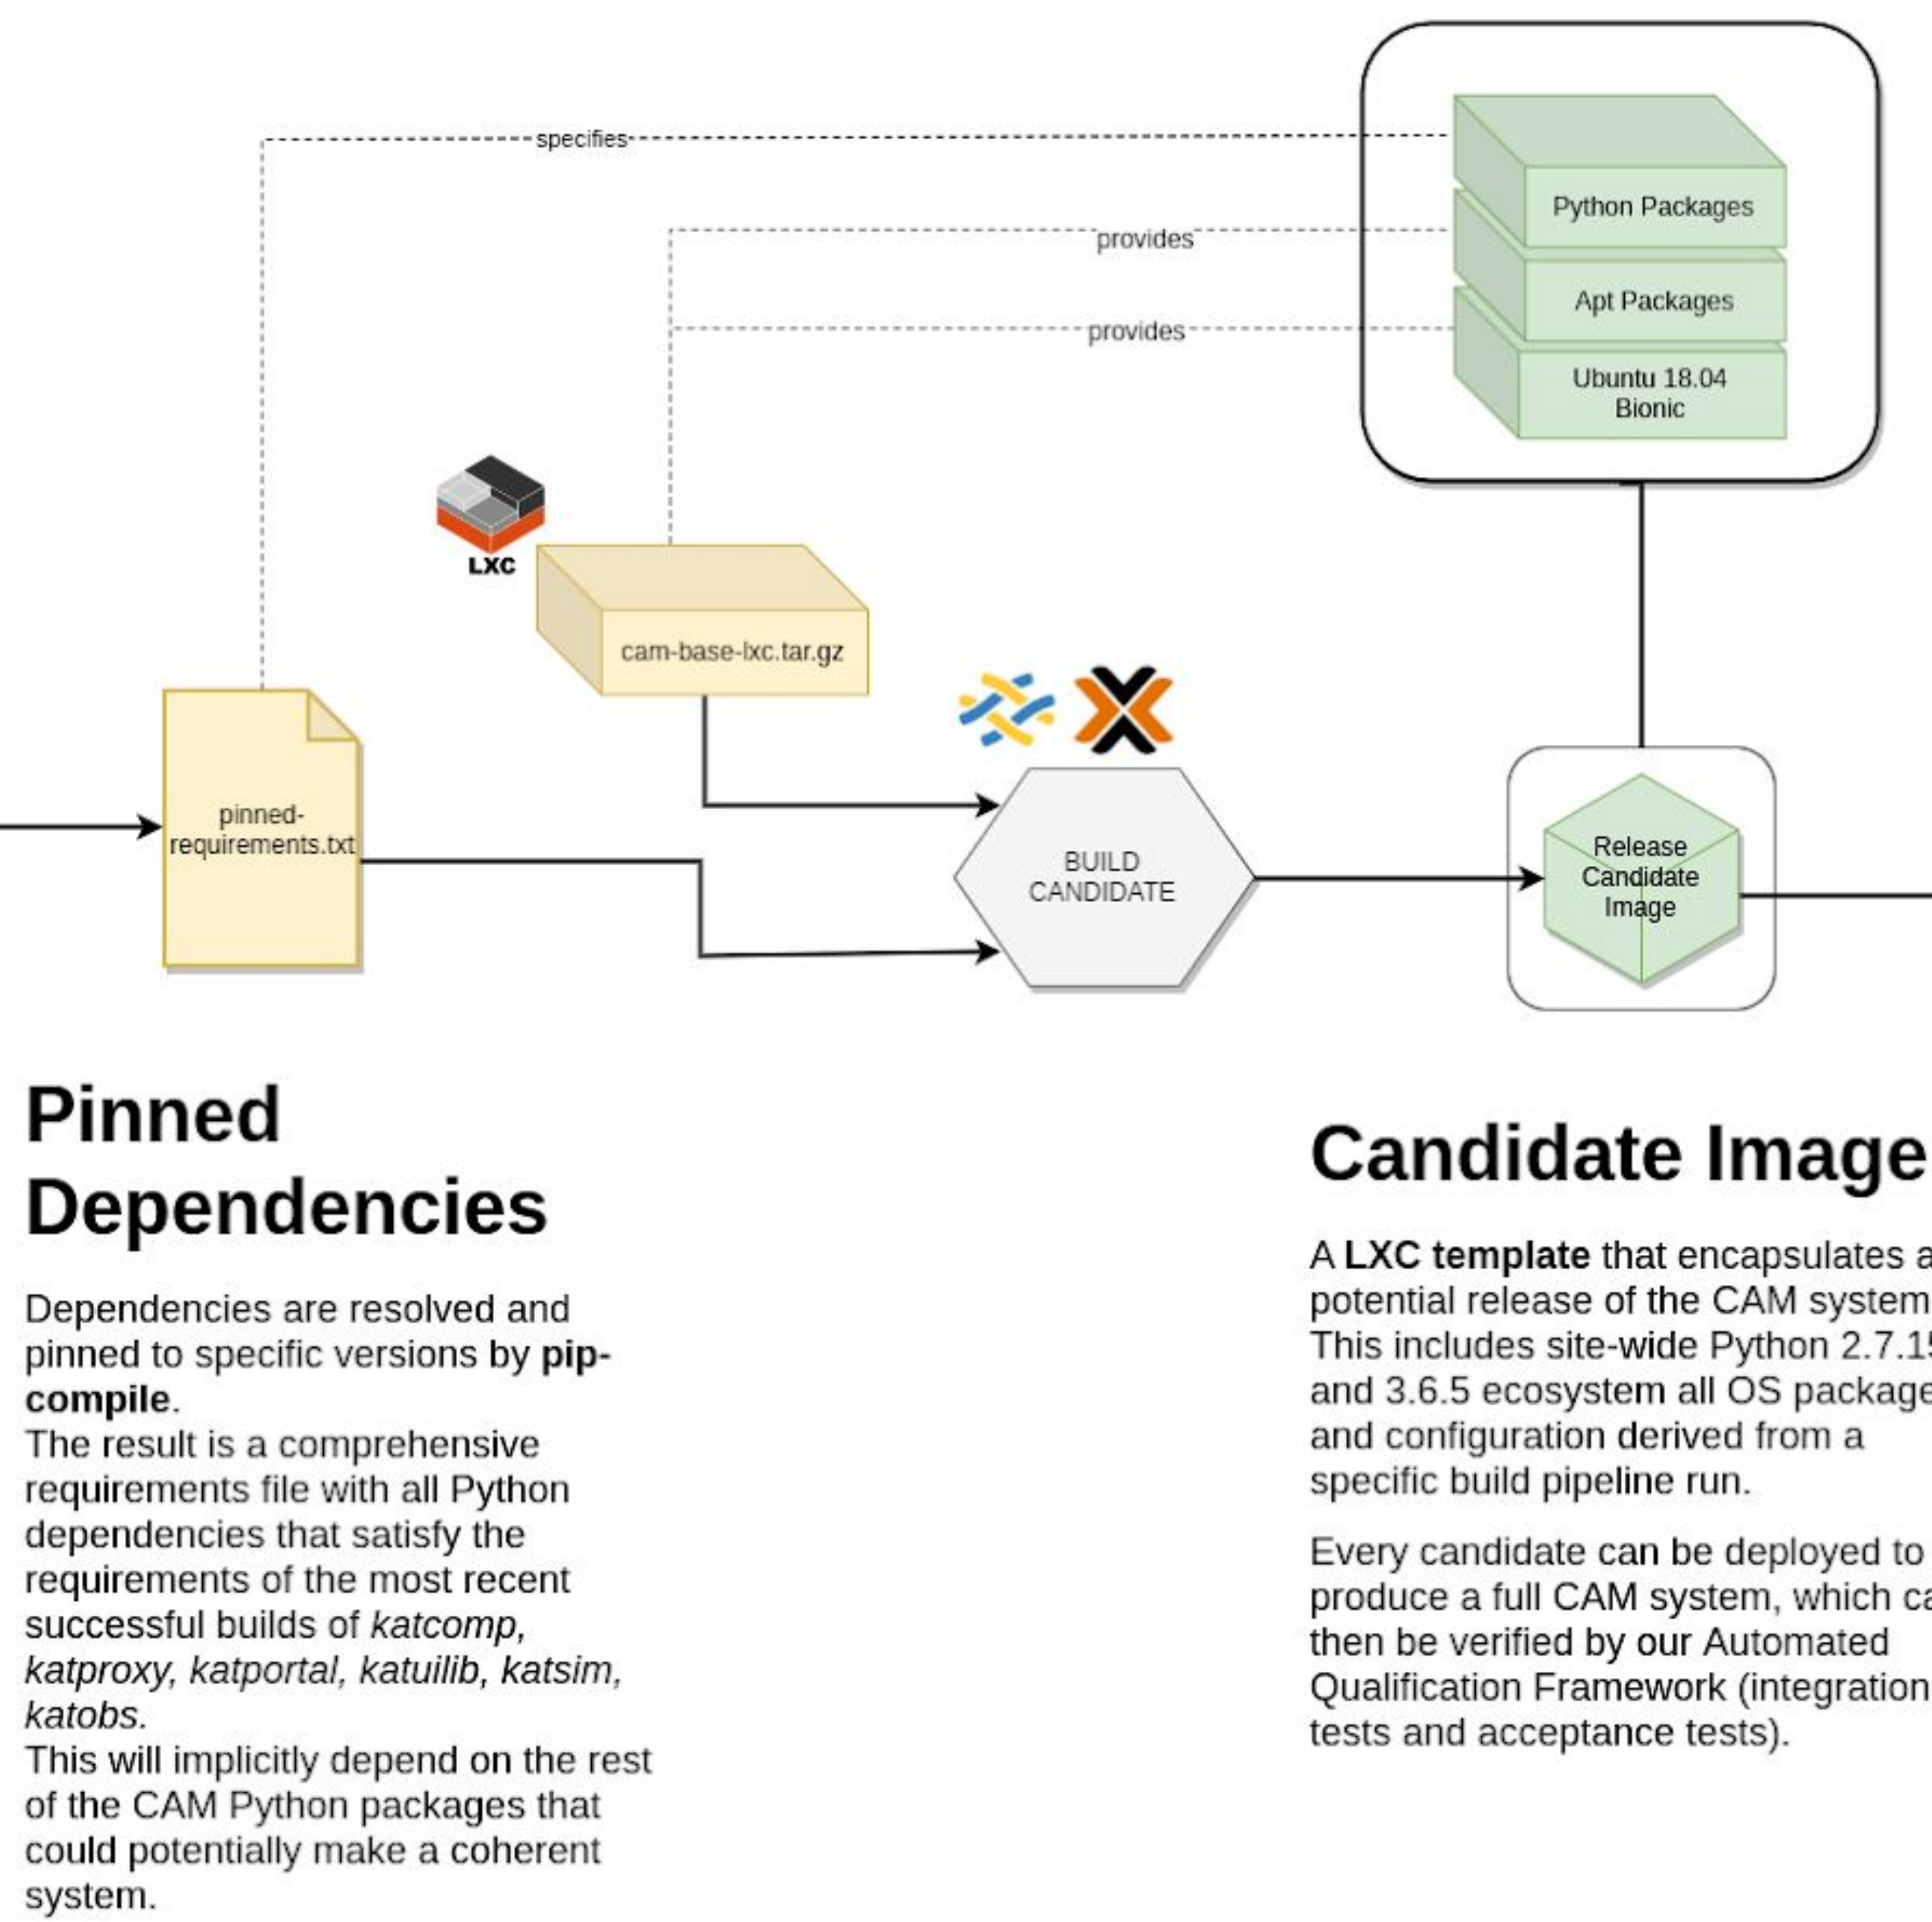 specifies
Python Packages
provides
Apt Packages
provides
Ubuntu 18.04
Bionic
LXC
cam-base-lxc.tar.gz
pinned-
requirements.txt
BUILD
CANDIDATE
Release
Candidate
Image
Pinned
Dependencies
Dependencies are resolved and
pinned to specific versions by pip-
compile.
The result is a comprehensive
requirements file with all Python
dependencies that satisfy the
requirements of the most recent
successful builds of katcomp,
katproxy, katportal, katuilib, katsim,
katobs.
This will implicitly depend on the rest
of the CAM Python packages that
could potentially make a coherent
system.
Candidate Image
A LXC template that encapsulates a
potential release of the CAM system
This includes site-wide Python 2.7.15
and 3.6.5 ecosystem all OS package
and configuration derived from a
specific build pipeline run.
Every candidate can be deployed to
produce a full CAM system, which ca
then be verified by our Automated
Qualification Framework (integration
tests and acceptance tests).